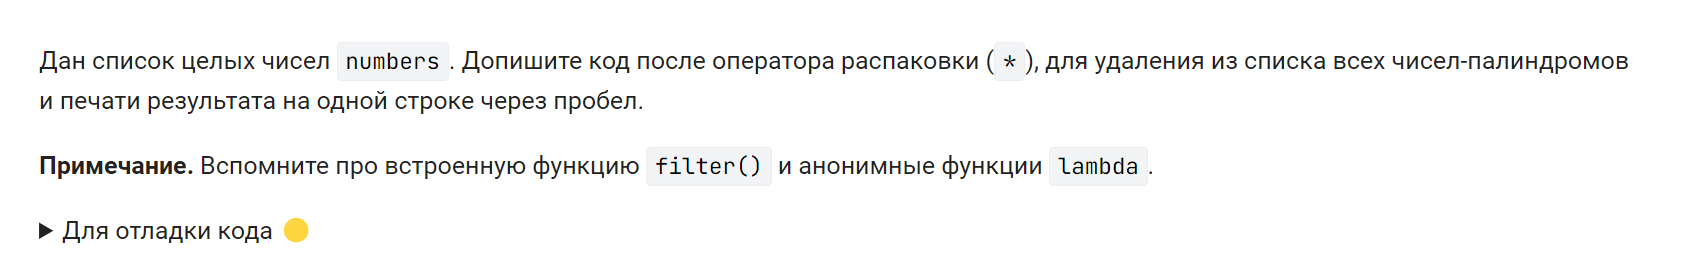 Дан список целых чисел numbers. Допишите код после оператора распаковки (*), для удаления из списка всех чисел-палиндромов
и печати результата на одной строке через пробел.
Примечание. Вспомните про встроенную функцию filter() и анонимные функции lambda.
Для отладки кода